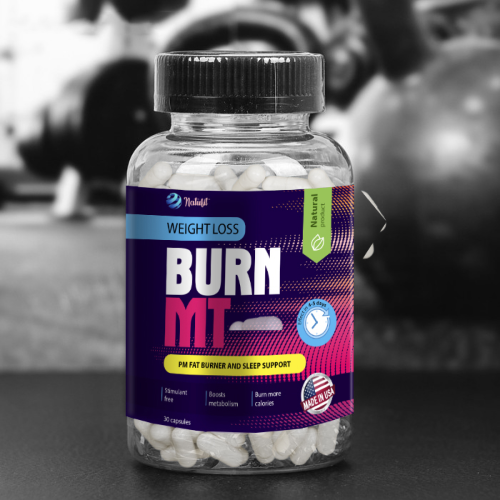 Natufit
WEIGHT LOSS
Natural
product
BURN
MT
PM FAT BURNER AND SLEEP SUPPORT
Stimulant
free
Boosts
metabolism
Burn more
calories
30 capsules
MADE IN USA